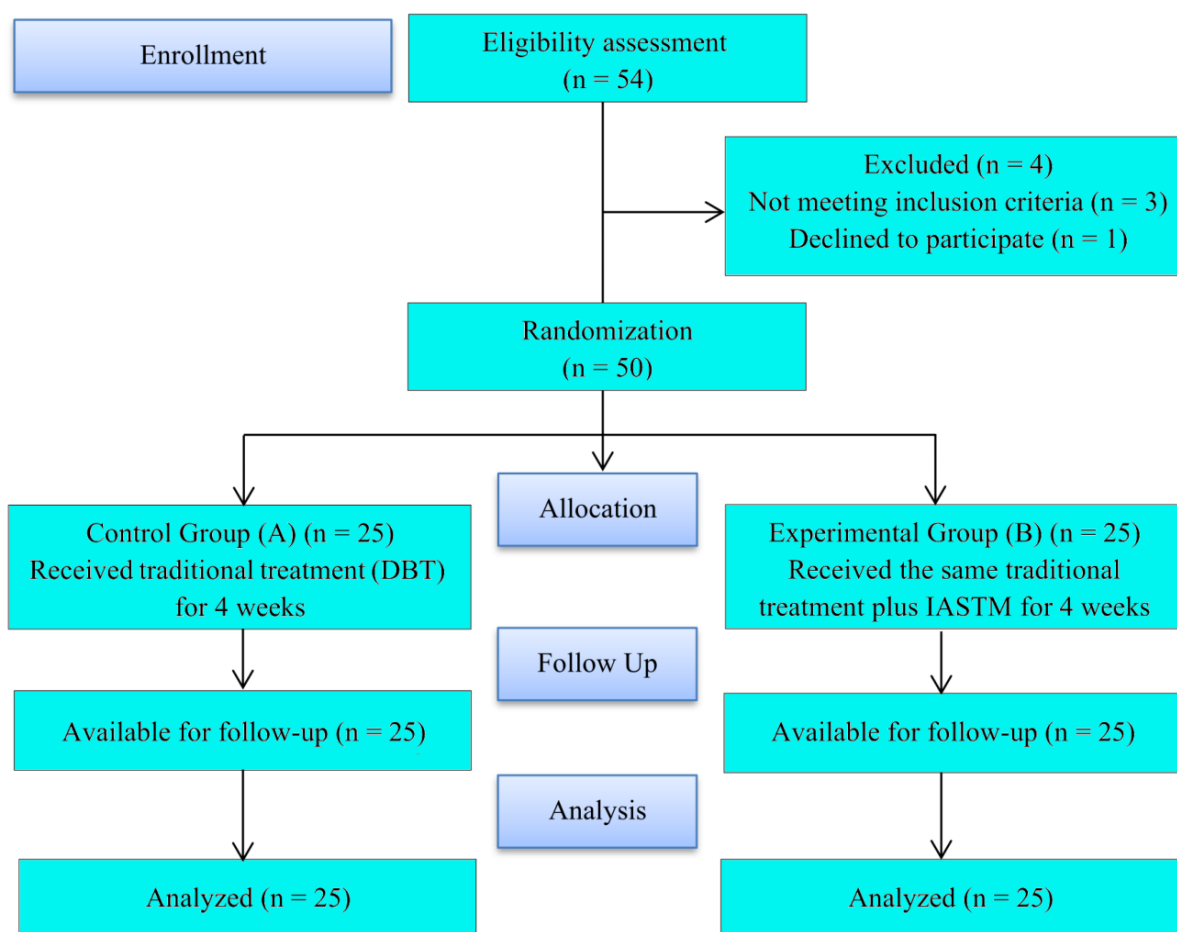 Enrollment
Eligibility assessment
(n = 54)
Excluded (n = 4)
Not meeting inclusion criteria (n = 3)
Declined to participate (n = 1)
Randomization
(n = 50)
Allocation
Control Group (A) (n = 25)
Received traditional treatment (DBT)
for 4 weeks
Experimental Group (B) (n = 25)
Received the same traditional
treatment plus IASTM for 4 weeks
Follow Up
Available for follow-up (n = 25)
Available for follow-up (n = 25)
Analysis
Analyzed (n = 25)
Analyzed (n = 25)